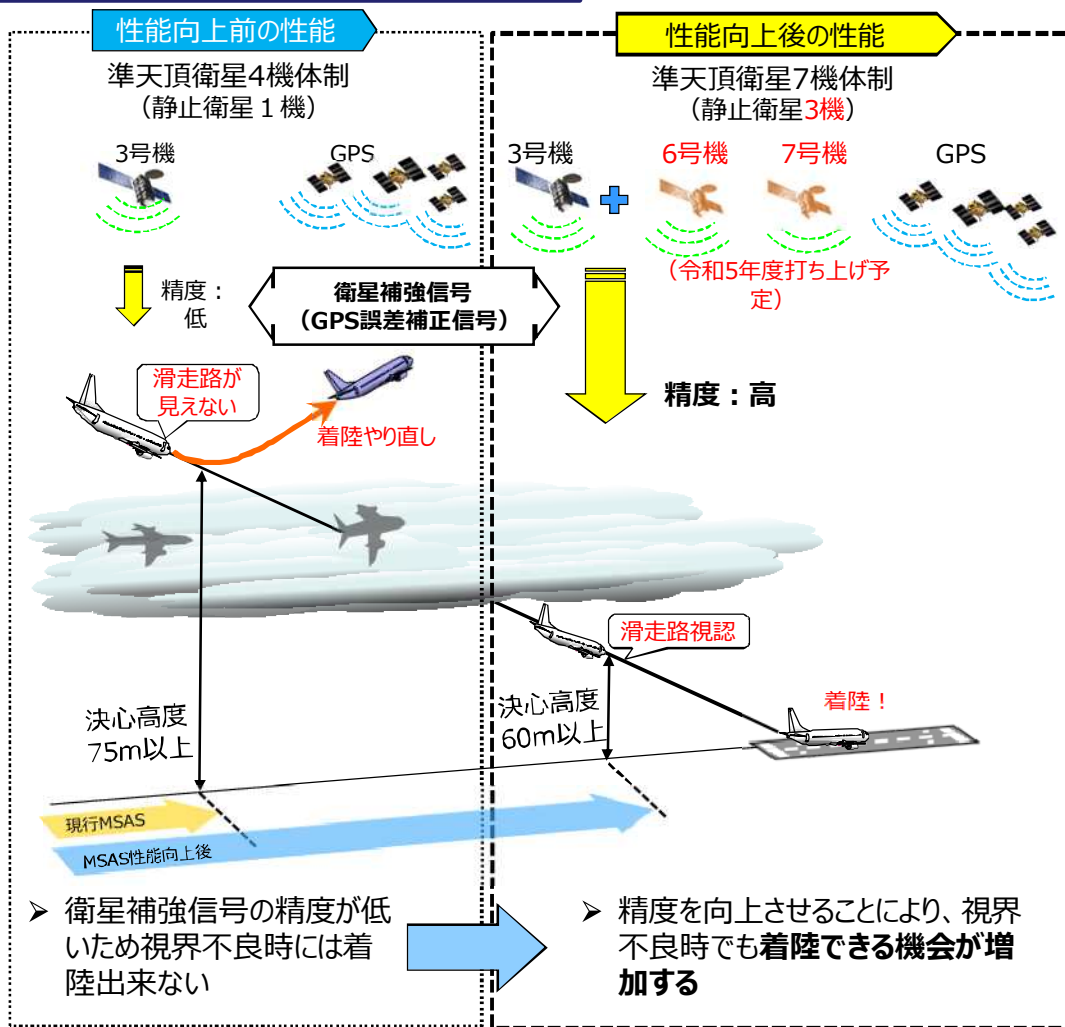 性能向上前の性能
準天頂衛星4機体制
（静止衛星１機）
3号機
GPS
精度：
低
衛星補強信号
（GPS誤差補正信号）
滑走路が
見えない
着陸やり直し
決心高度
75m以上
現行MSAS
MSAS性能向上後
➢ 衛星補強信号の精度が低
いため視界不良時には着
陸出来ない
性能向上後の性能
準天頂衛星7機体制
（静止衛星3機）
3号機
6号機
7号機
GPS
（令和5年度打ち上げ予
定）
精度：高
滑走路視認
決心高度
60m以上
着陸！
➢ 精度を向上させることにより、視界
不良時でも着陸できる機会が増
加する